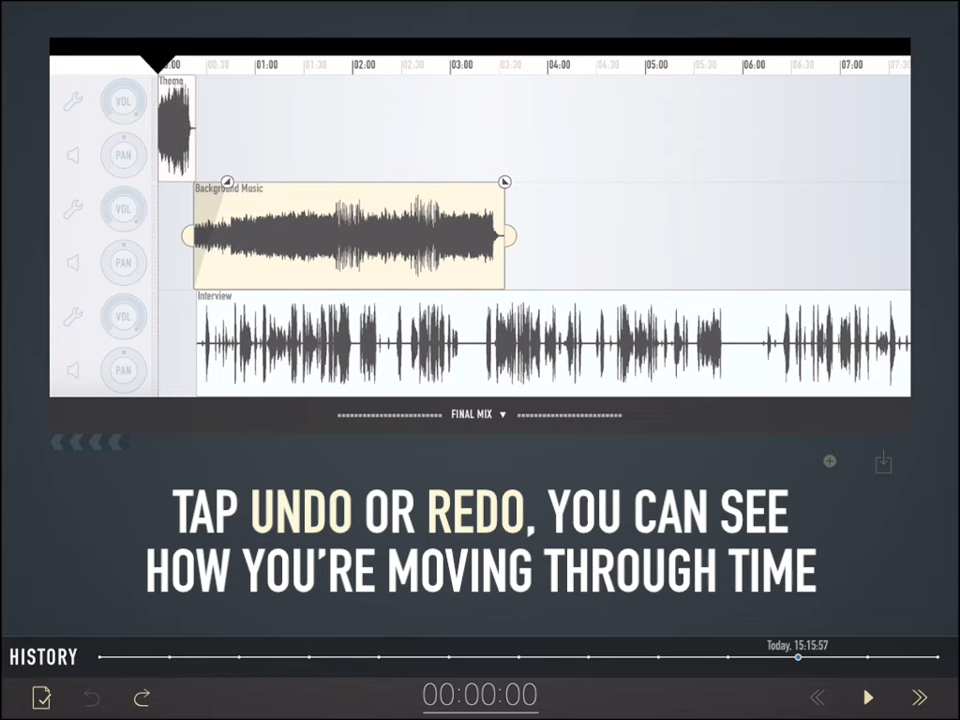 :00 00:30 01:00 01:30 02:00 02:30 03:00 03:30 04:00 04:30 05:00 05:30 06:00 06:30 07:00 07:30
Theme
VOL
PAN
Background Music
VOL
PAN
Interview
VOL
PAN
FINAL MIX
TAP UNDO OR REDO, YOU CAN SEE
HOW YOU'RE MOVING THROUGH TIME
Today, 15:15:57
HISTORY
00:00:00